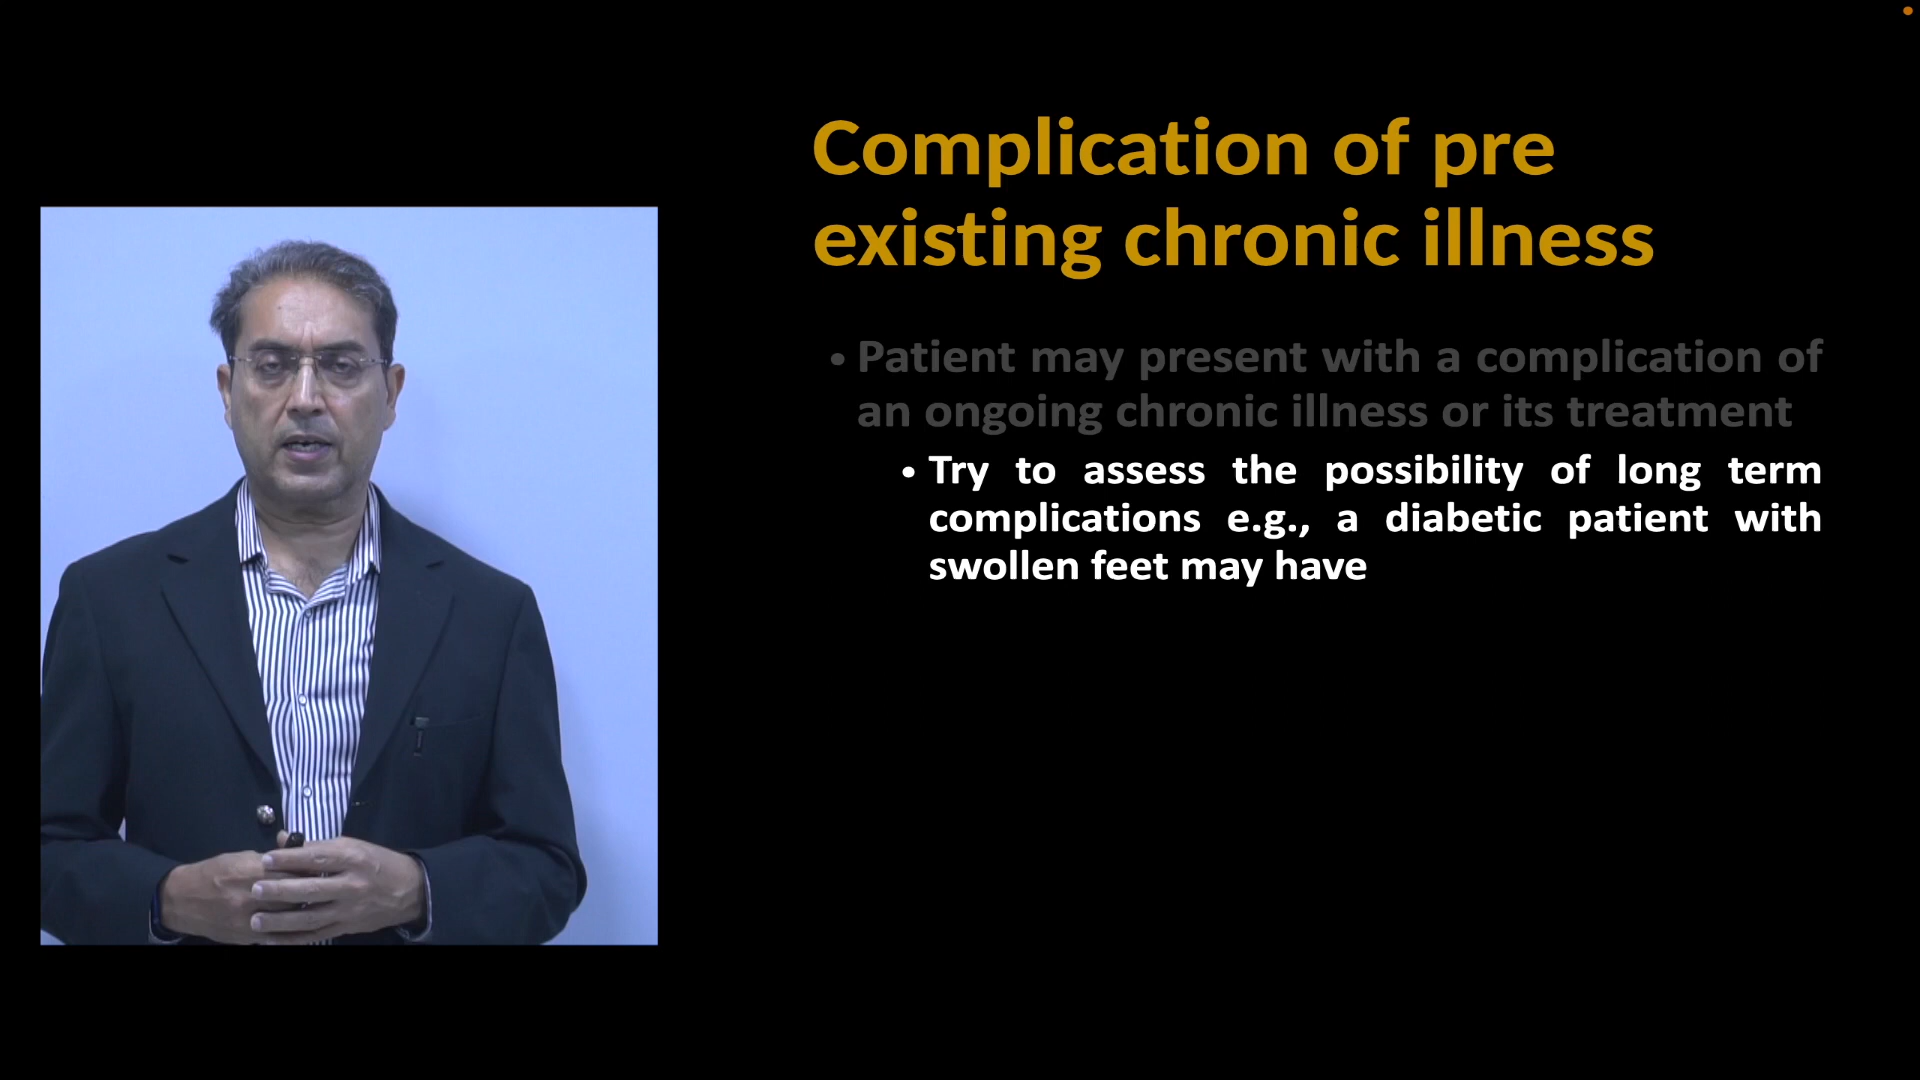 Complication of pre
existing chronic illness
• Patient may present with a complication of
an ongoing chronic illness or its treatment
• Try to assess the possibility of long term
complications e.g., a diabetic patient with
swollen feet may have